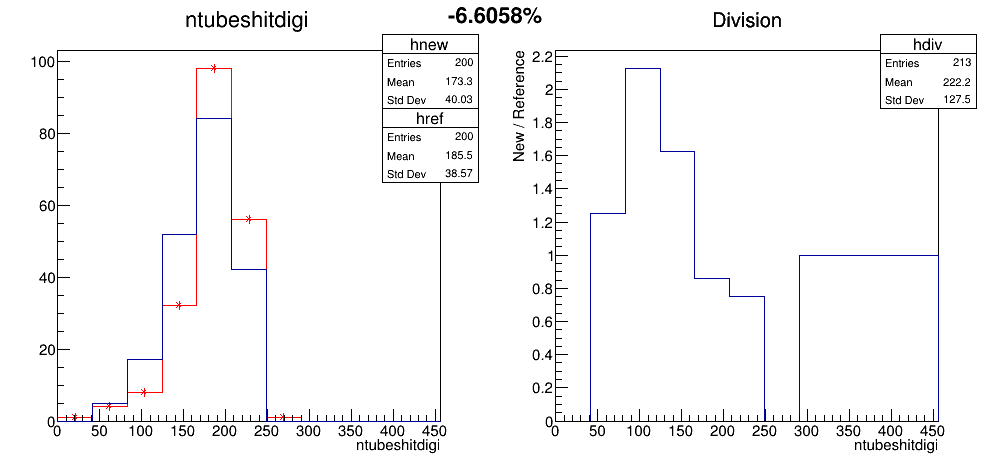 -6.6058%
ntubeshitdigi
hnew
Entries 200
Mean 173.3
Std Dev 40.03
href
Entries 200
Mean 185.5
Std Dev 38.57
100
80
60
40
20
0
0 50 100 150 200 250 300 350 400 450
ntubeshitdigi
Division
hdiv
Entries 213
Mean 222.2
Std Dev 127.5
New / Reference
2.2
2
1.8
1.6
1.4
1.2
1
0.8
0.6
0.4
0.2
0
0 50 100 150 200 250 300 350 400 450
ntubeshitdigi